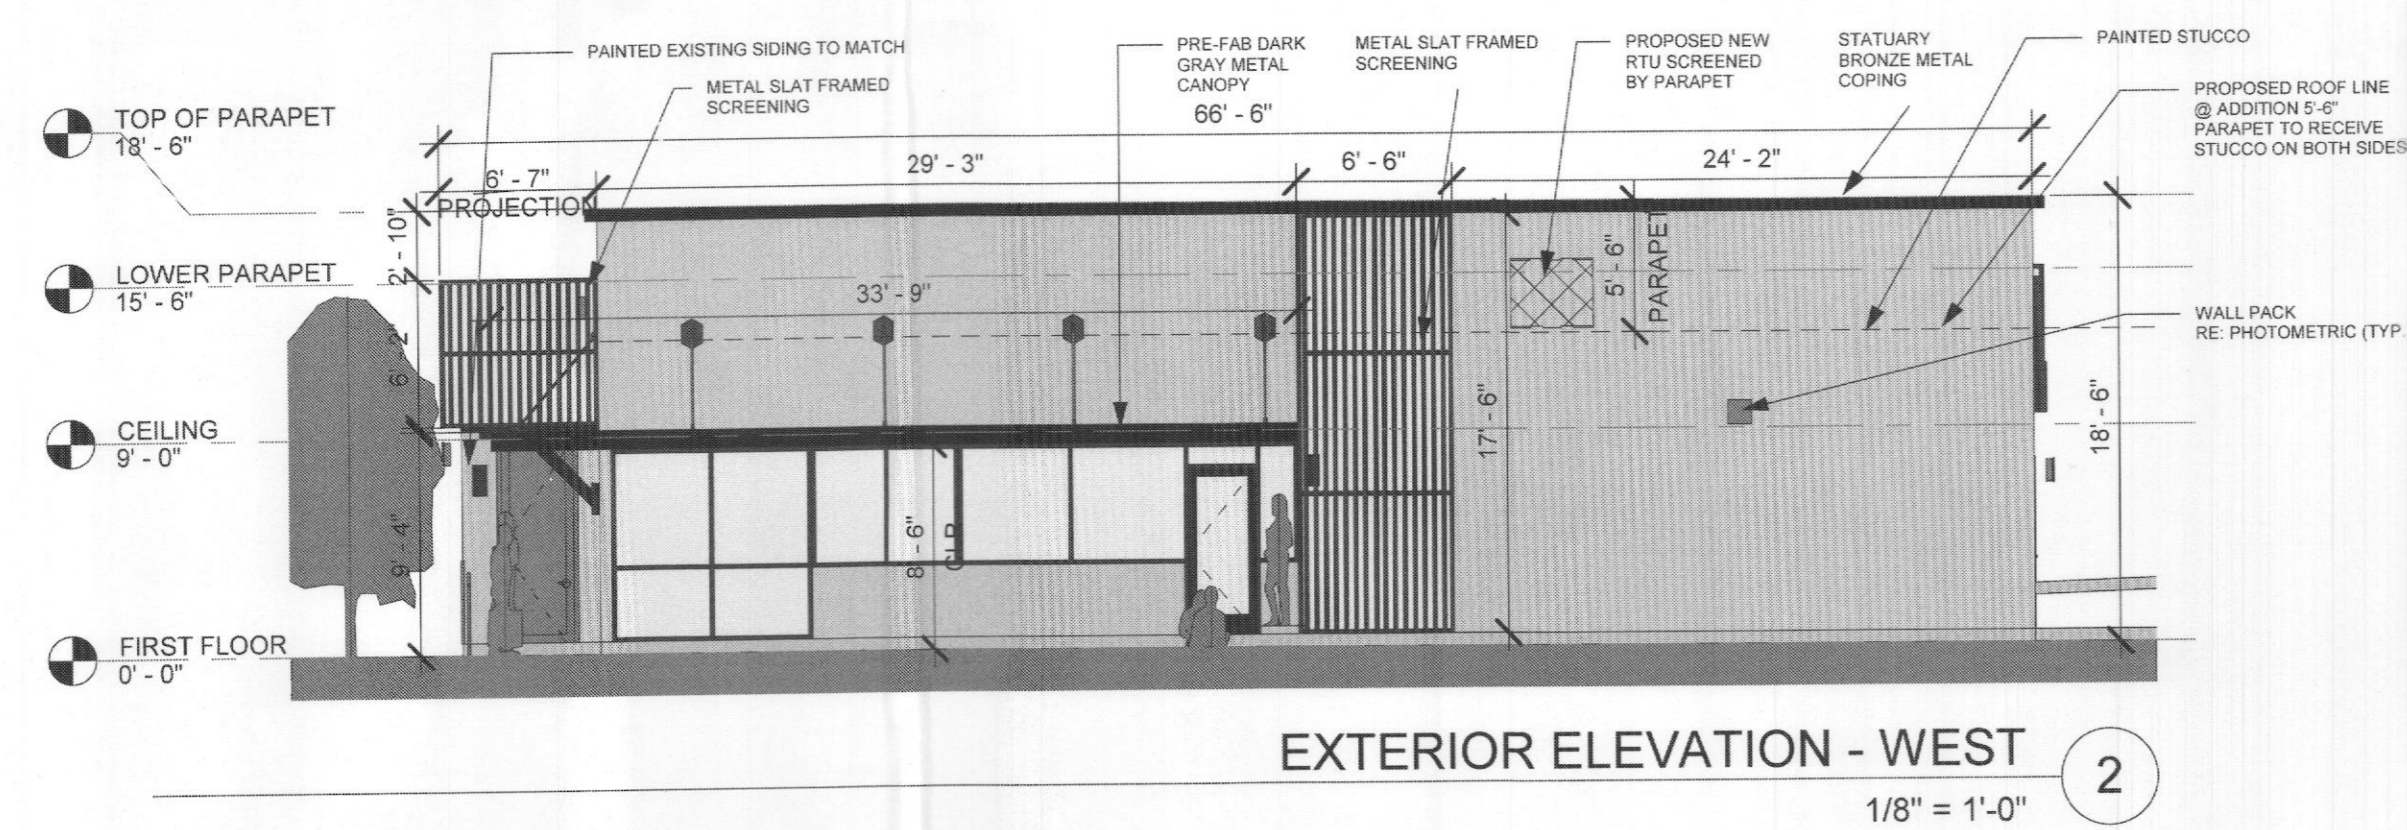 PAINTED EXISTING SIDING TO MATCH
METAL SLAT FRAMED
SCREENING
PRE-FAB DARK
GRAY METAL
CANOPY
METAL SLAT FRAMED
SCREENING
PROPOSED NEW
RTU SCREENED
BY PARAPET
STATUARY
BRONZE METAL
COPING
PAINTED STUCCO
PROPOSED ROOF LINE
@ ADDITION 5'-6"
PARAPET TO RECEIVE
STUCCO ON BOTH SIDES
WALL PACK
RE: PHOTOMETRIC (TYP.
TOP OF PARAPET
18' - 6"
LOWER PARAPET
15' - 6"
CEILING
9' - 0"
FIRST FLOOR
0' - 0"
66' - 6"
6' - 7"
PROJECTION
29' - 3"
6' - 6"
24' - 2"
2' - 10"
6' - 2"
9' - 4"
33' - 9"
8' - 6"
CLR
5' - 6"
PARAPET
17' - 6"
18' - 6"
EXTERIOR ELEVATION - WEST
2
1/8" = 1'-0"